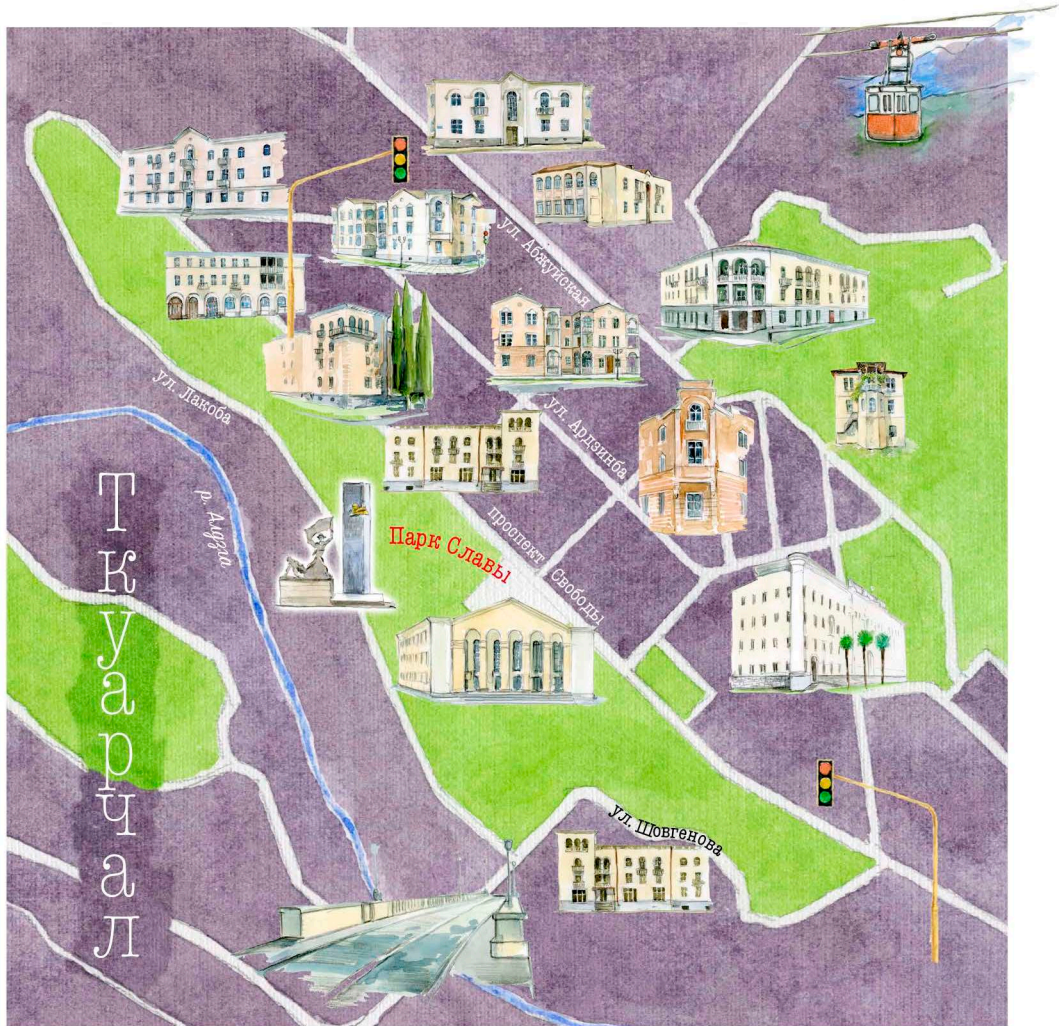 ул. Абжуйская
ул. Лакоба
ул. Ардзинба
р. Алдзга
Парк Славы
проспект Свободы
ул. Шовгенова
Ткуарчал